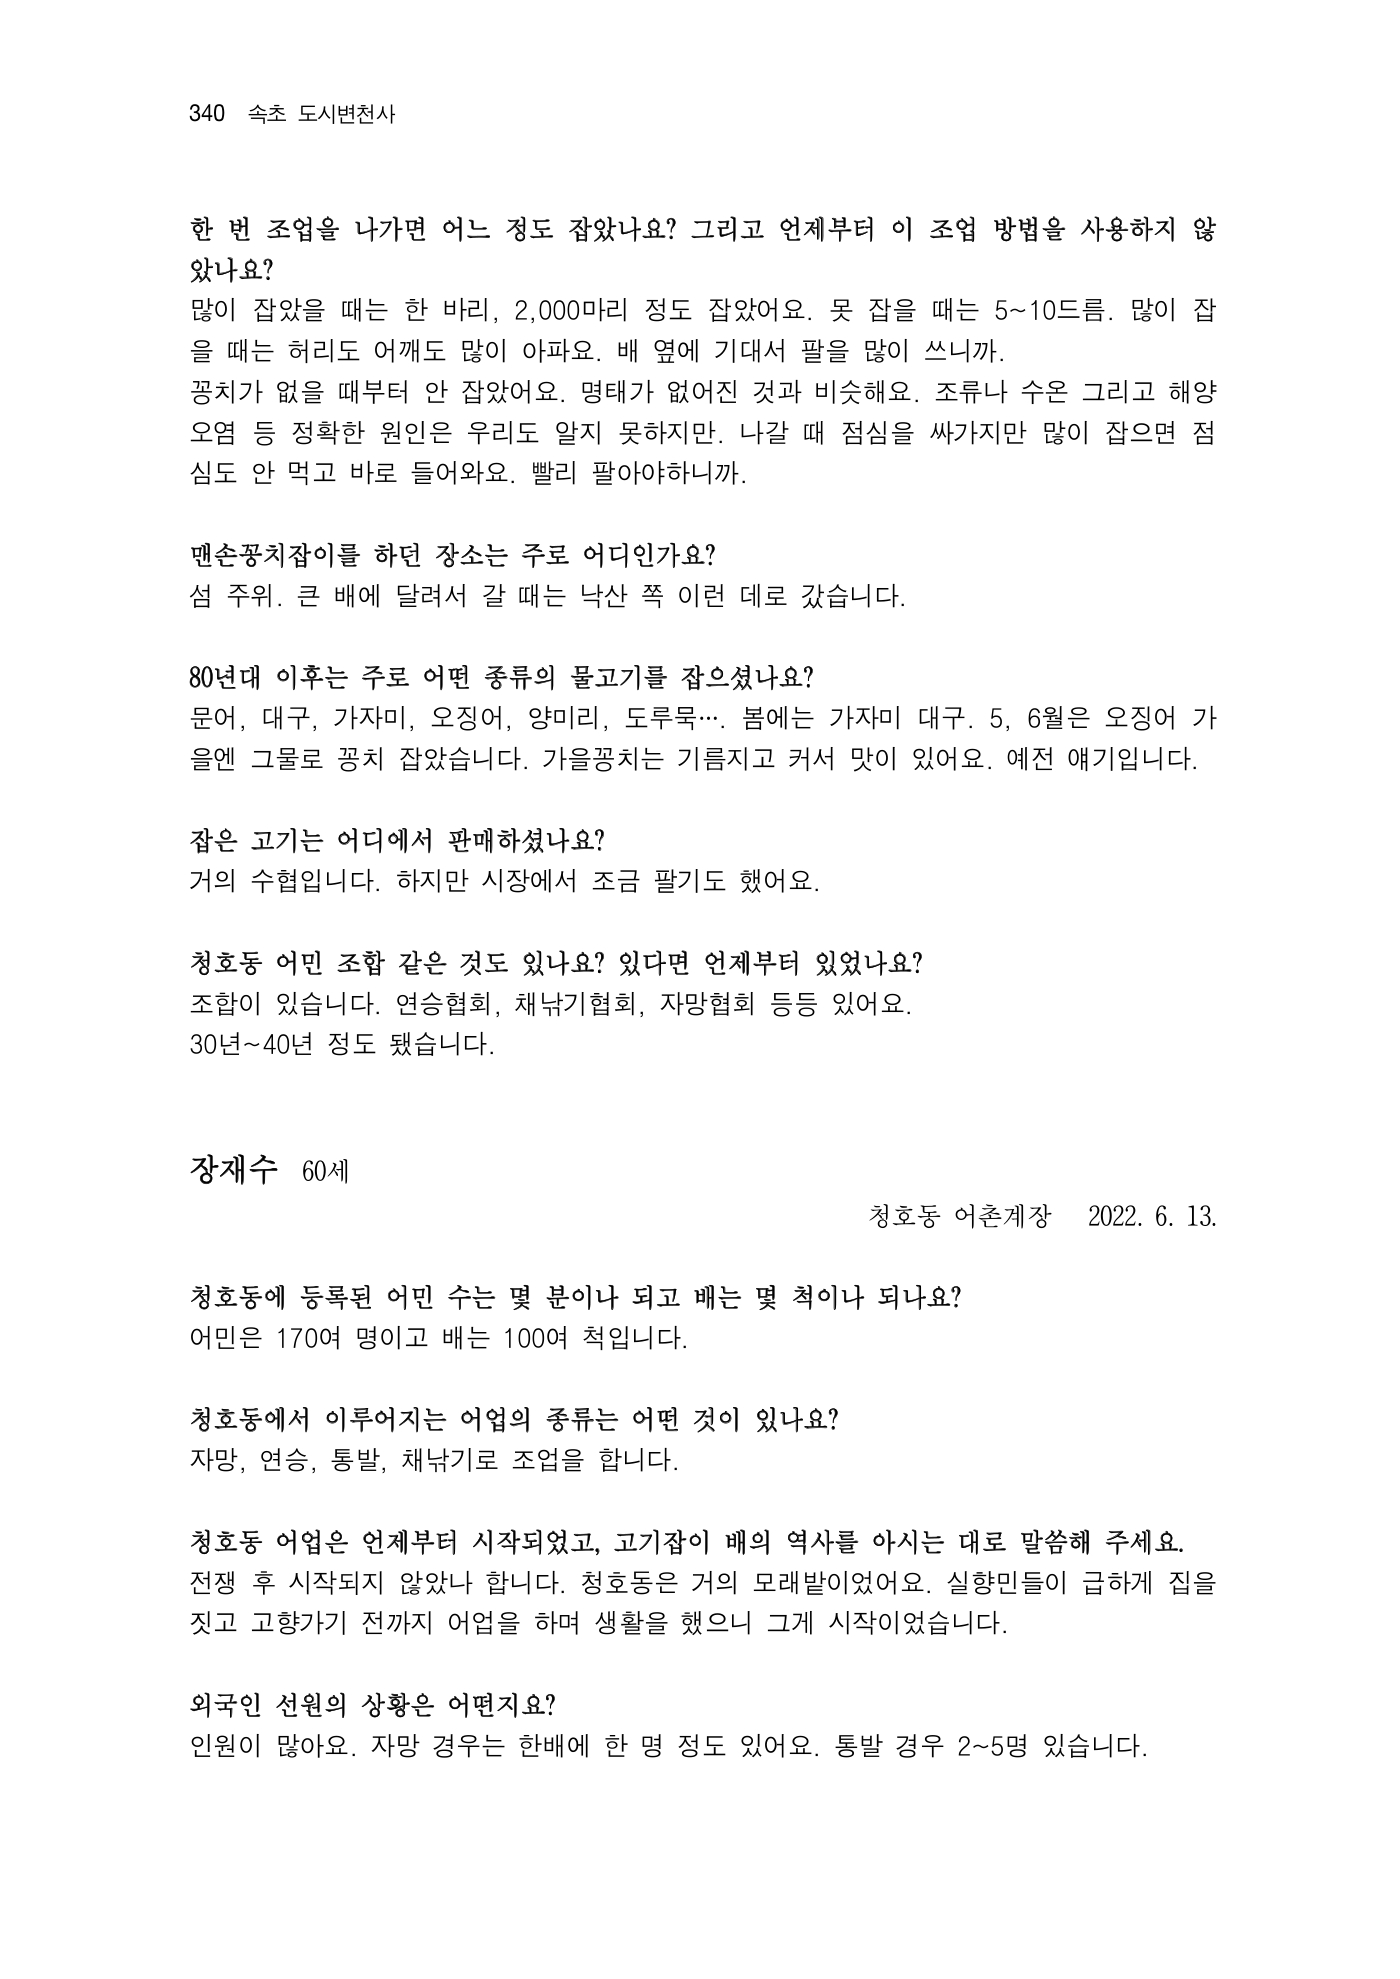 340 속초 도시변천사
한 번 조업을 나가면 어느 정도 잡았나요? 그리고 언제부터 이 조업 방법을 사용하지 않
았나요?
많이 잡았을 때는 한 바리, 2,000마리 정도 잡았어요. 못 잡을 때는 5~10드름. 많이 잡
을 때는 허리도 어깨도 많이 아파요. 배 옆에 기대서 팔을 많이 쓰니까.
꽁치가 없을 때부터 안 잡았어요. 명태가 없어진 것과 비슷해요. 조류나 수온 그리고 해양
오염 등 정확한 원인은 우리도 알지 못하지만. 나갈 때 점심을 싸가지만 많이 잡으면 점
심도 안 먹고 바로 들어와요. 빨리 팔아야하니까.
맨손꽁치잡이를 하던 장소는 주로 어디인가요?
섬 주위. 큰 배에 달려서 갈 때는 낙산 쪽 이런 데로 갔습니다.
80년대 이후는 주로 어떤 종류의 물고기를 잡으셨나요?
문어, 대구, 가자미, 오징어, 양미리, 도루묵…. 봄에는 가자미 대구. 5, 6월은 오징어 가
을엔 그물로 꽁치 잡았습니다. 가을꽁치는 기름지고 커서 맛이 있어요. 예전 얘기입니다.
잡은 고기는 어디에서 판매하셨나요?
거의 수협입니다. 하지만 시장에서 조금 팔기도 했어요.
청호동 어민 조합 같은 것도 있나요? 있다면 언제부터 있었나요?
조합이 있습니다. 연승협회, 채낚기협회, 자망협회 등등 있어요.
30년~40년 정도 됐습니다.
장재수 60세
청호동 어촌계장 2022. 6. 13.
청호동에 등록된 어민 수는 몇 분이나 되고 배는 몇 척이나 되나요?
어민은 170여 명이고 배는 100여 척입니다.
청호동에서 이루어지는 어업의 종류는 어떤 것이 있나요?
자망, 연승, 통발, 채낚기로 조업을 합니다.
청호동 어업은 언제부터 시작되었고, 고기잡이 배의 역사를 아시는 대로 말씀해 주세요.
전쟁 후 시작되지 않았나 합니다. 청호동은 거의 모래밭이었어요. 실향민들이 급하게 집을
짓고 고향가기 전까지 어업을 하며 생활을 했으니 그게 시작이었습니다.
외국인 선원의 상황은 어떤지요?
인원이 많아요. 자망 경우는 한배에 한 명 정도 있어요. 통발 경우 2~5명 있습니다.